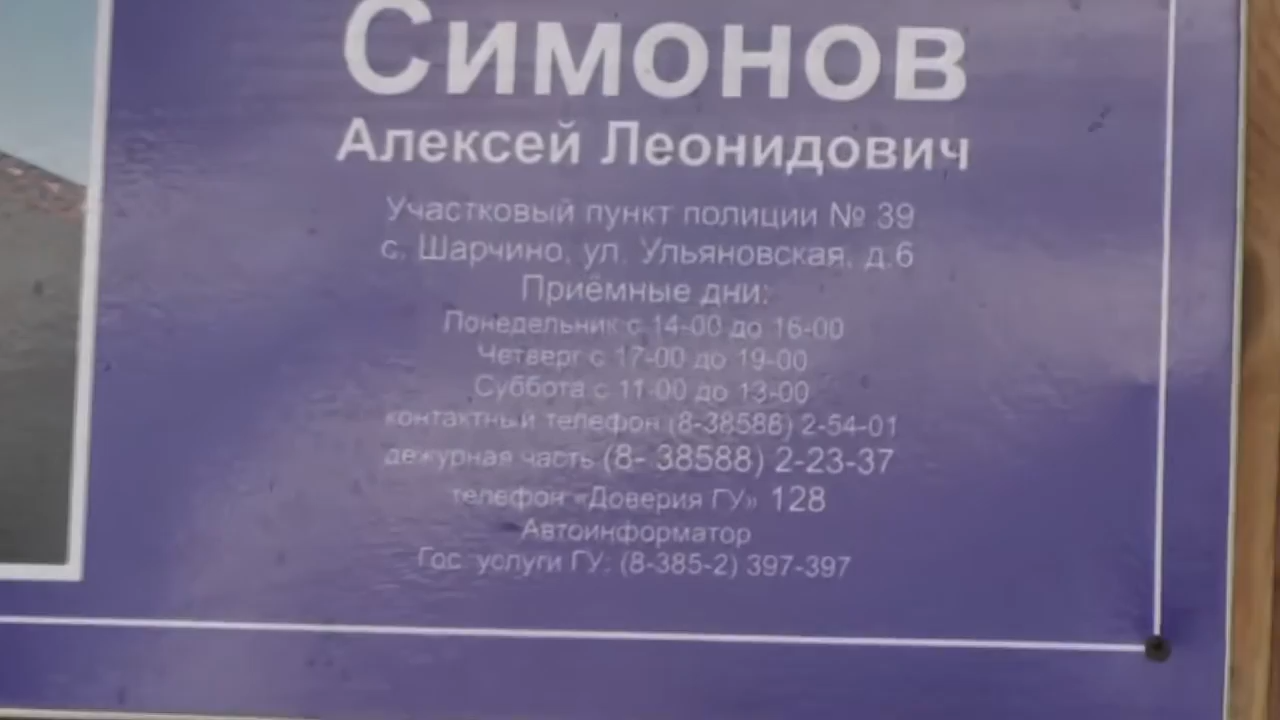 Симонов
Алексей Леонидович
Участковый пункт полиции № 39
с. Шарчино, ул. Ульяновская, д.6
Приёмные дни:
Понедельник с 14-00 до 16-00
Четверг с 17-00 до 19-00
Суббота с 11-00 до 13-00
контактный телефон (8-38588) 2-54-01
дежурная часть (8- 38588) 2-23-37
телефон «Доверия ГУ» 128
Автоинформатор
Гос. услуги ГУ: (8-385-2) 397-397